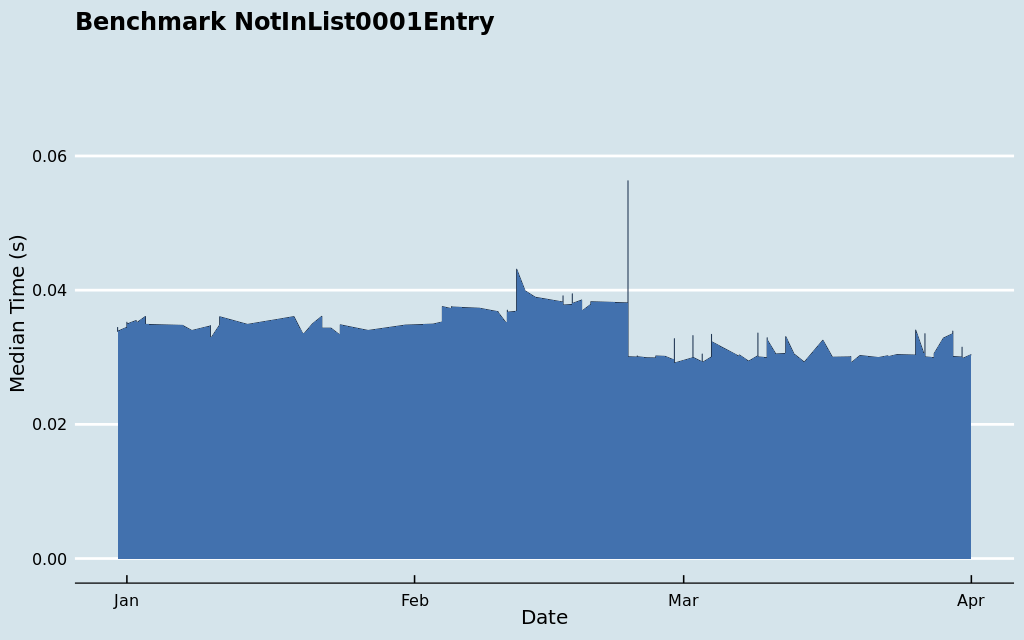 Benchmark NotInList0001Entry
0.06
0.04
0.02
0.00
Median Time (s)
Jan
Feb
Mar
Apr
Date